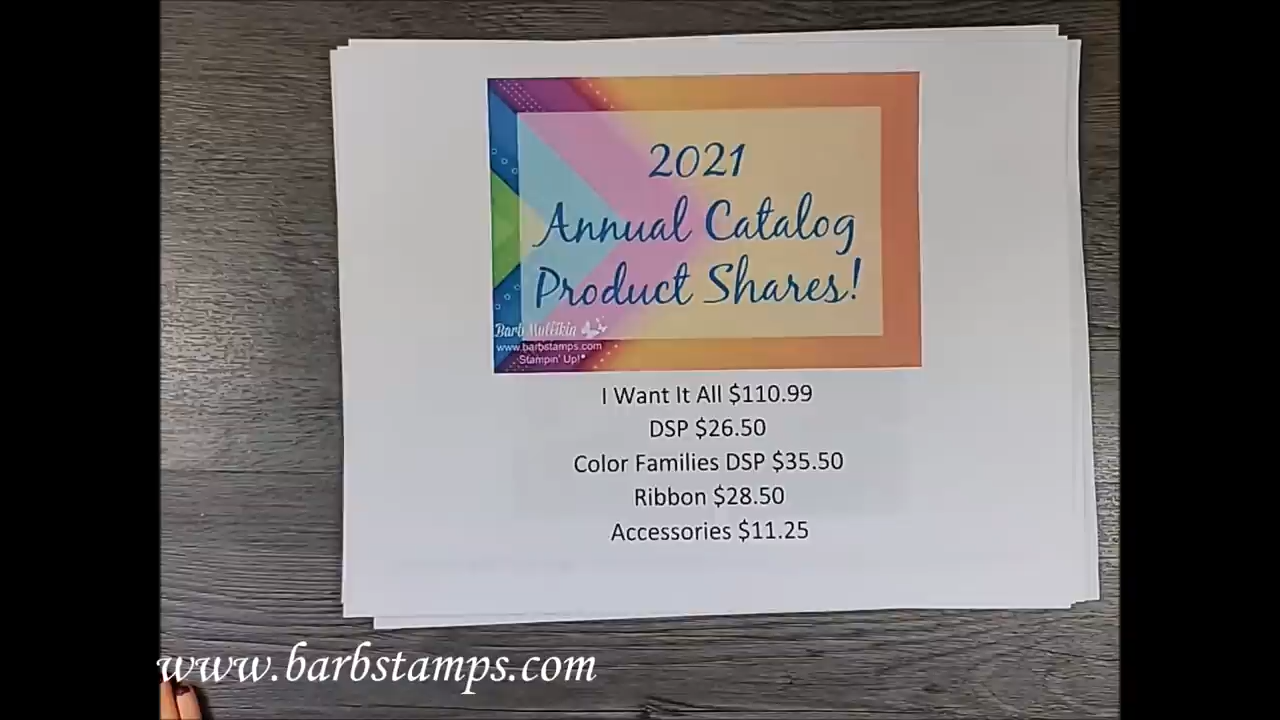 2021
Annual Catalog
Product Shares!
Barb Mullikin
www.barbstamps.com
Stampin' Up!®
I Want It All $110.99
DSP $26.50
Color Families DSP $35.50
Ribbon $28.50
Accessories $11.25
www.barbstamps.com